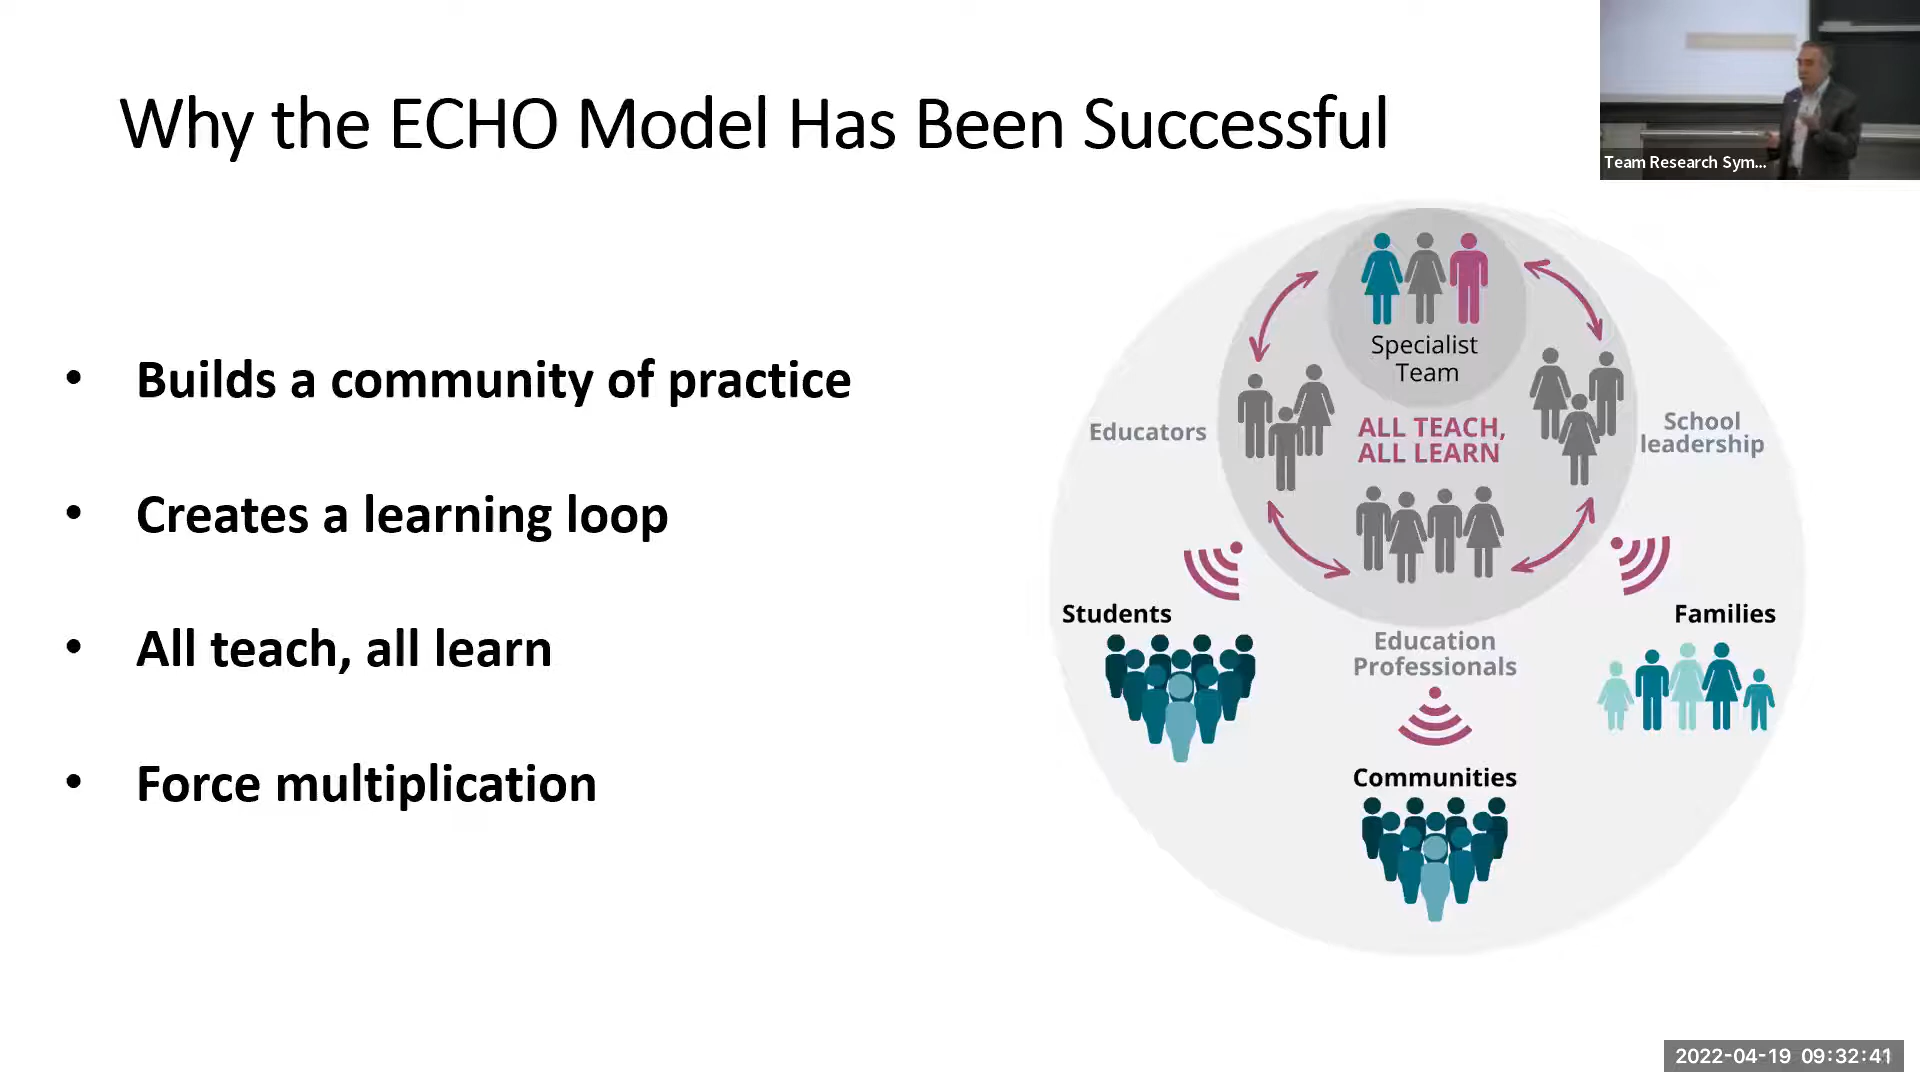 Why the ECHO Model Has Been Successful
Team Research Sym...
• Builds a community of practice
• Creates a learning loop
• All teach, all learn
• Force multiplication
Specialist
Team
Educators
ALL TEACH,
ALL LEARN
School
leadership
Students
Education
Professionals
Families
Communities
2022-04-19 09:32:41